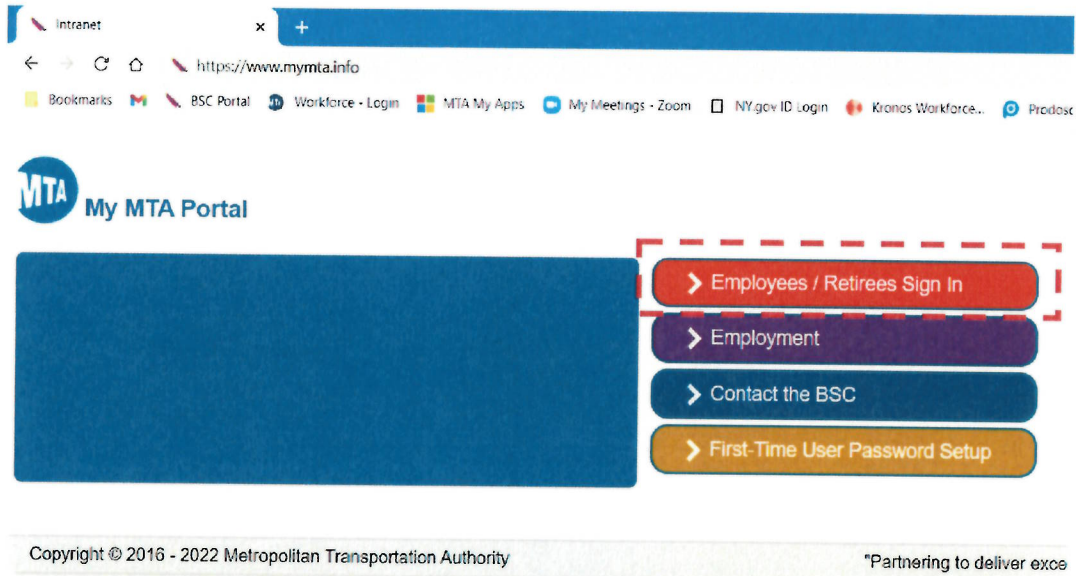 Intranet
https://www.mymta.info
Bookmarks BSC Portal Workforce - Login MTA My Apps My Meetings - Zoom NY.gov ID Login Kronos Workforce... Prodosc
MTA
My MTA Portal
Employees / Retirees Sign In
Employment
Contact the BSC
First-Time User Password Setup
Copyright © 2016 - 2022 Metropolitan Transportation Authority
"Partnering to deliver exce